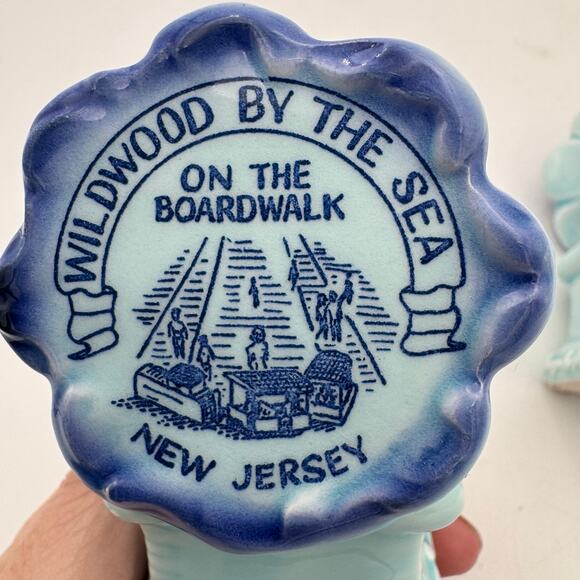 WILDWOOD BY THE SEA
ON THE
BOARDWALK
NEW JERSEY